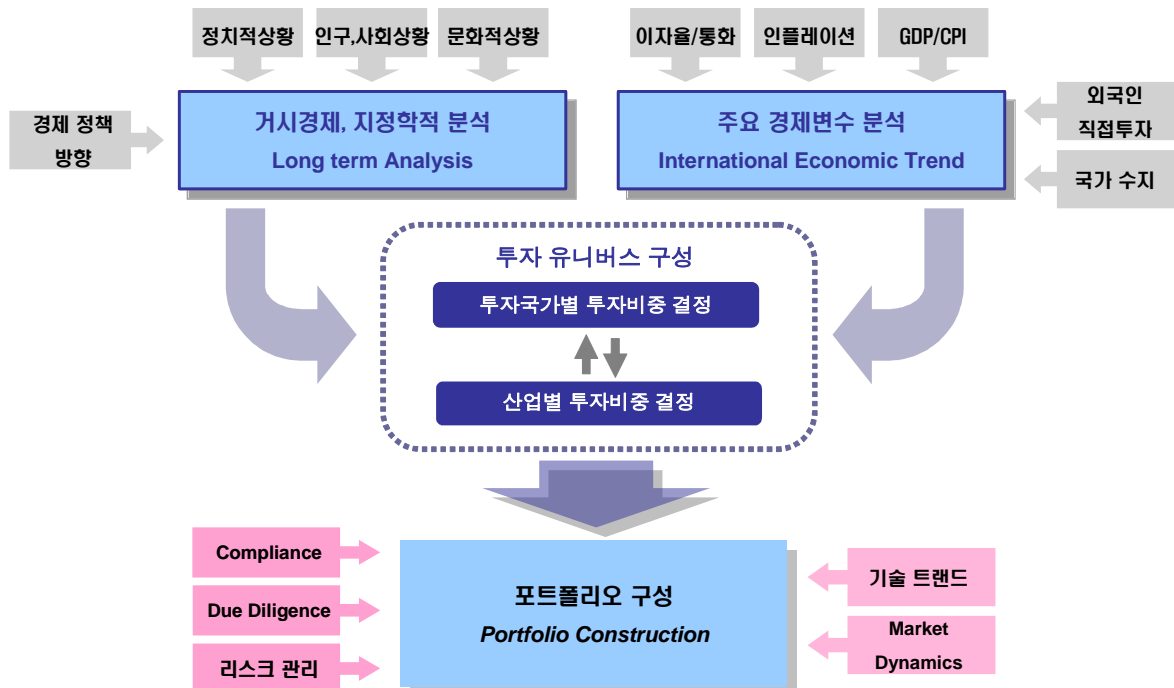 정치적상황
인구,사회상황
문화적상황
이자율/통화
인플레이션
GDP/CPI
경제 정책
방향
거시경제, 지정학적 분석
Long term Analysis
주요 경제변수 분석
International Economic Trend
외국인
직접투자
국가 수지
투자 유니버스 구성
투자국가별 투자비중 결정
산업별 투자비중 결정
Compliance
Due Diligence
리스크 관리
포트폴리오 구성
Portfolio Construction
기술 트랜드
Market
Dynamics